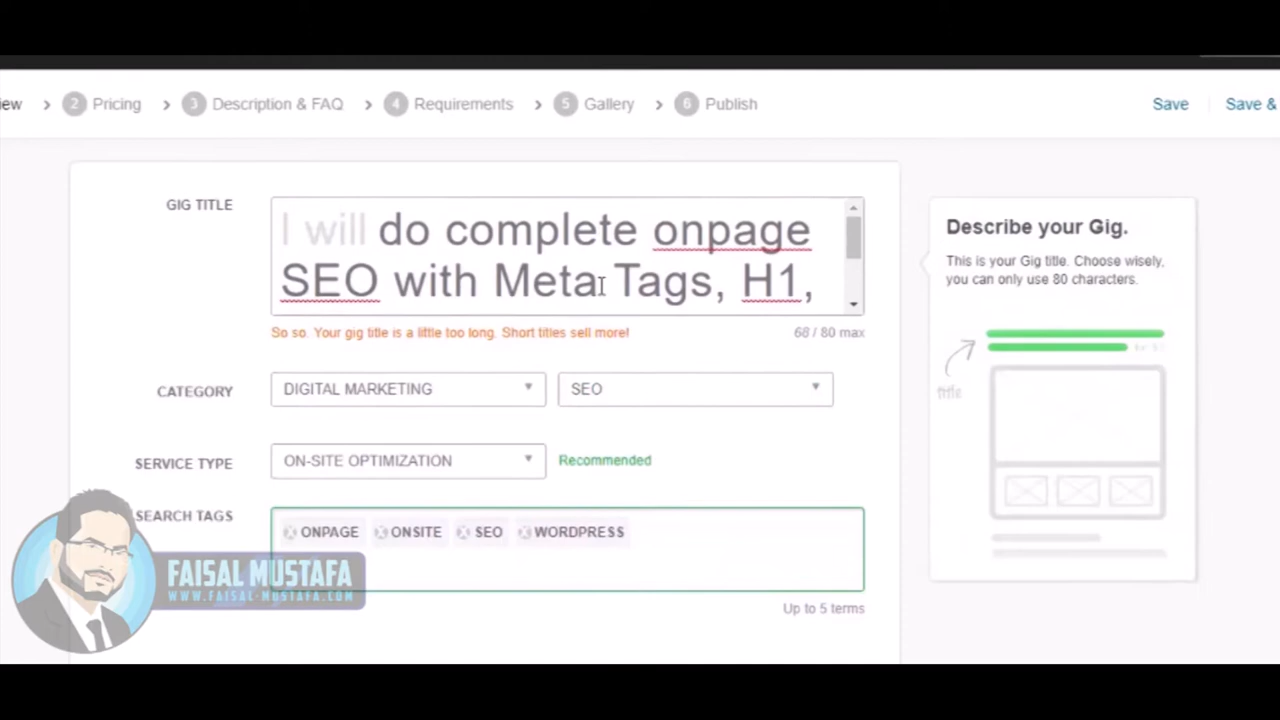 ew > 2 Pricing > 3 Description & FAQ > 4 Requirements > 5 Gallery > 6 Publish Save Save &
GIG TITLE
I will do complete onpage
SEO with Meta Tags, H1,
So so. Your gig title is a little too long. Short titles sell more!
68 / 80 max
Describe your Gig.
This is your Gig title. Choose wisely,
you can only use 80 characters.
title
CATEGORY
DIGITAL MARKETING
SEO
SERVICE TYPE
ON-SITE OPTIMIZATION
Recommended
SEARCH TAGS
x ONPAGE x ONSITE x SEO x WORDPRESS
Up to 5 terms
FAISAL MUSTAFA
WWW.FAISAL-MUSTAFA.COM